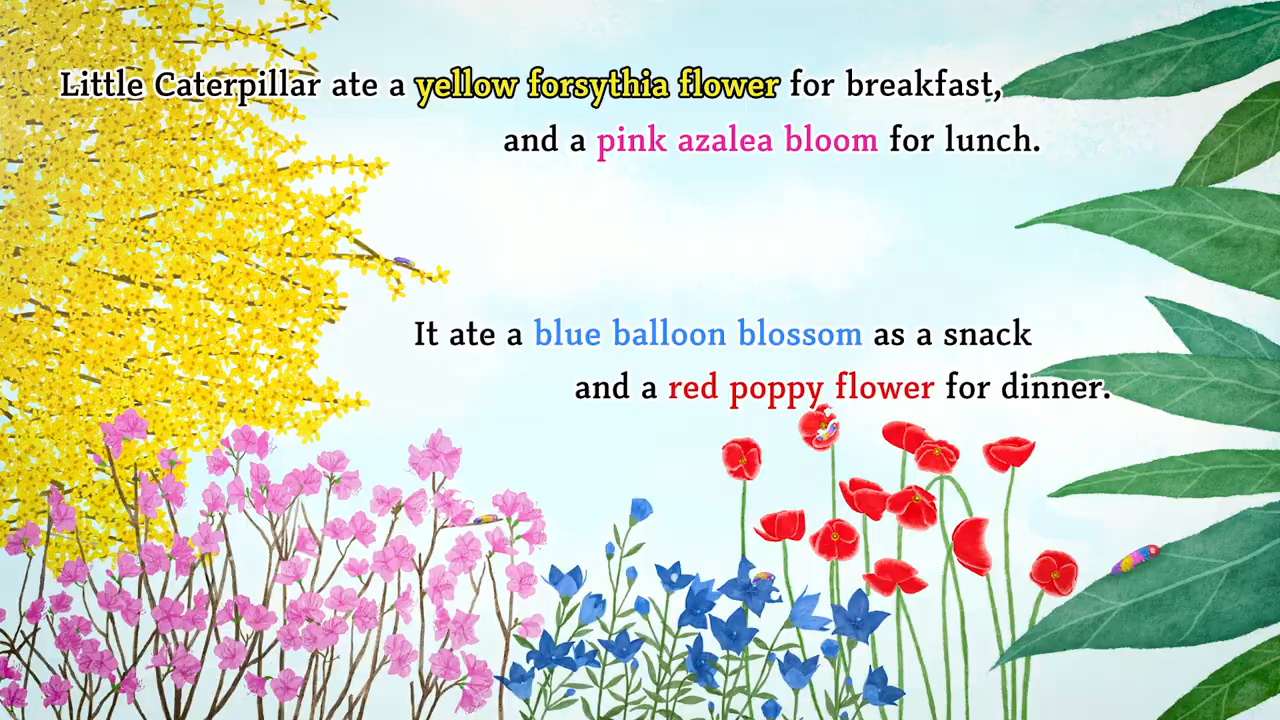 Little Caterpillar ate a yellow forsythia flower for breakfast,
and a pink azalea bloom for lunch.
It ate a blue balloon blossom as a snack
and a red poppy flower for dinner.